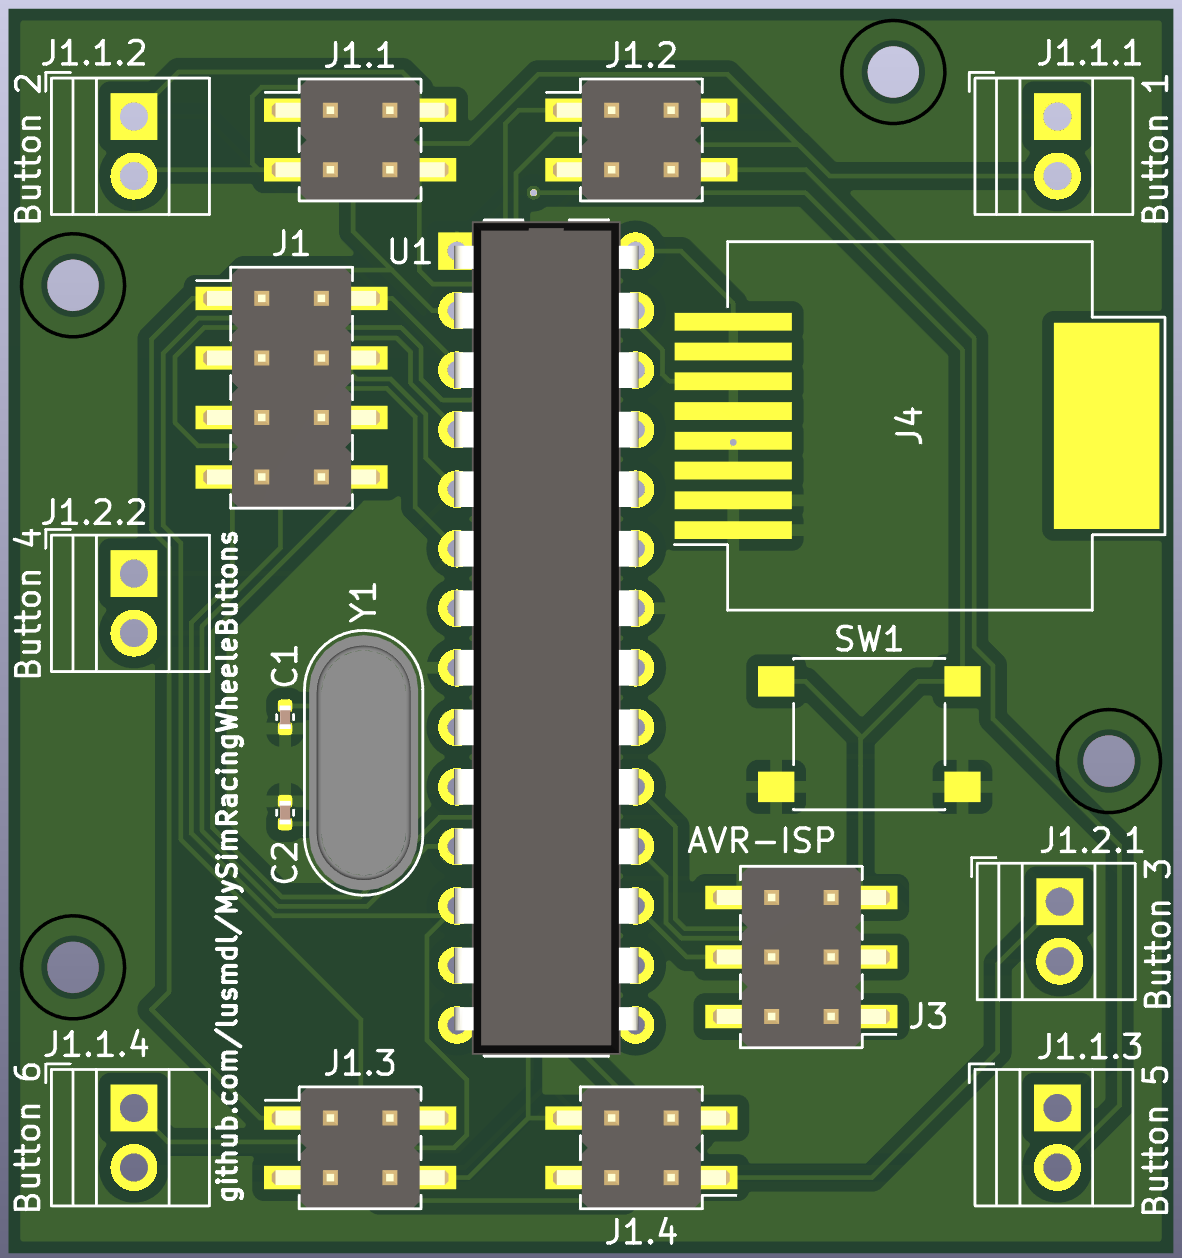 J1.1.2
J1.1
J1.2
J1.1.1
Button 2
Button 1
J1
U1
J4
J1.2.2
Button 4
github.com/lusmdl/MySimRacingWheeleButtons
Y1
C1
SW1
C2
AVR-ISP
J1.2.1
Button 3
J3
J1.1.4
J1.3
J1.1.3
Button 6
Button 5
J1.4